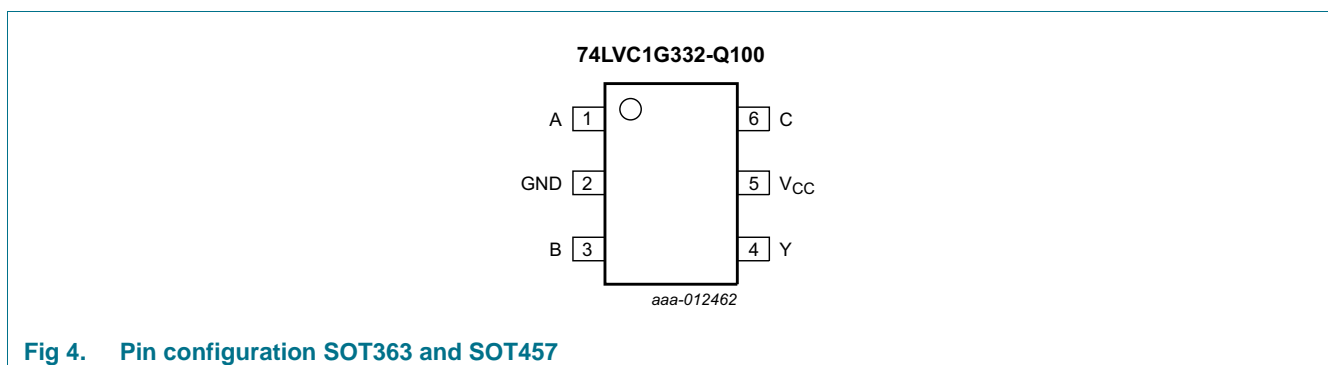 74LVC1G332-Q100
A 1 6 C
GND 2 5 VCC
B 3 4 Y
aaa-012462
Fig 4. Pin configuration SOT363 and SOT457